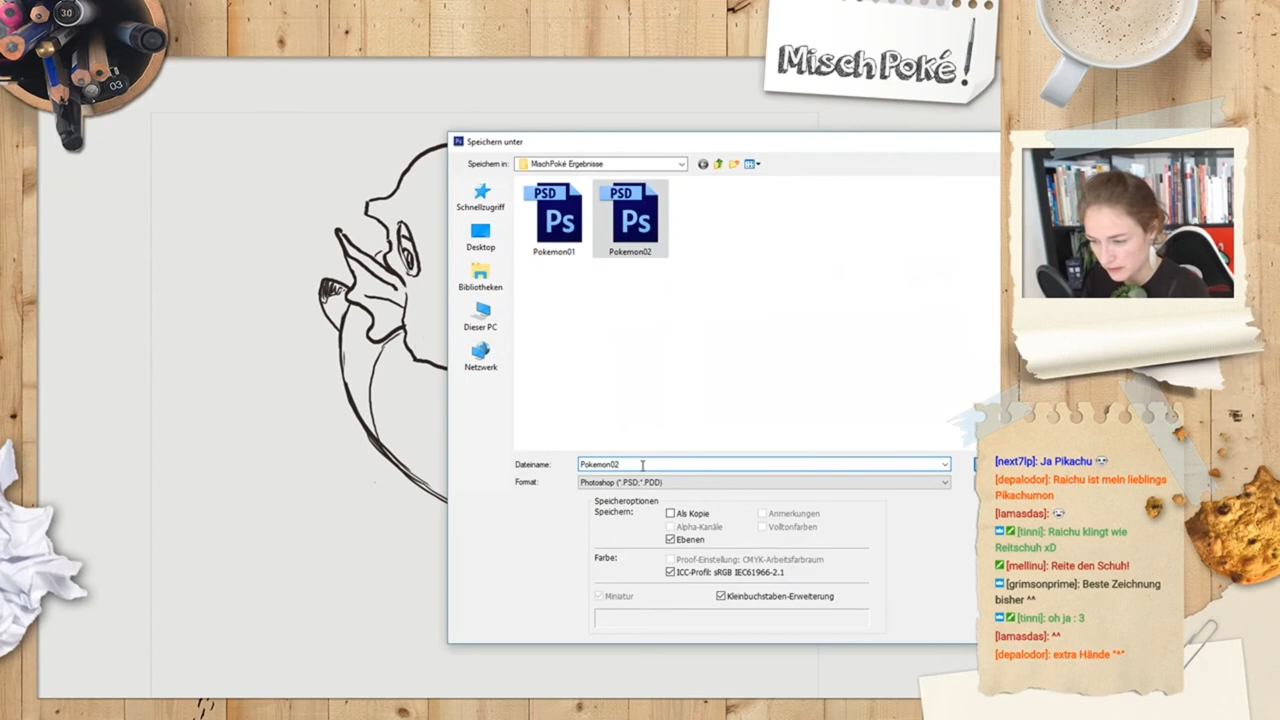 30
03
MischPoké!
Speichern unter
Speichern in:
MischPoké Ergebnisse
Schnellzugriff
Desktop
Bibliotheken
Dieser PC
Netzwerk
PSD
Ps
Pokemon01
PSD
Ps
Pokemon02
Dateiname:
Pokemon02
Format:
Photoshop (*.PSD;*.PDD)
Speicheroptionen
Speichern:
Als Kopie
Anmerkungen
Alpha-Kanäle
Volltonfarben
Ebenen
Farbe:
Proof-Einstellung: CMYK-Arbeitsfarbraum
ICC-Profil: sRGB IEC61966-2.1
Miniatur
Kleinbuchstaben-Erweiterung
[next7lp]: Ja Pikachu
[depalodor]: Raichu ist mein lieblings
Pikachumon
[lamasdas]:
[tinni]: Raichu klingt wie
Reitschuh xD
[mellinu]: Reite den Schuh!
[grimsonprime]: Beste Zeichnung
bisher ^^
[tinni]: oh ja : 3
[lamasdas]: ^^
[depalodor]: extra Hände *^*